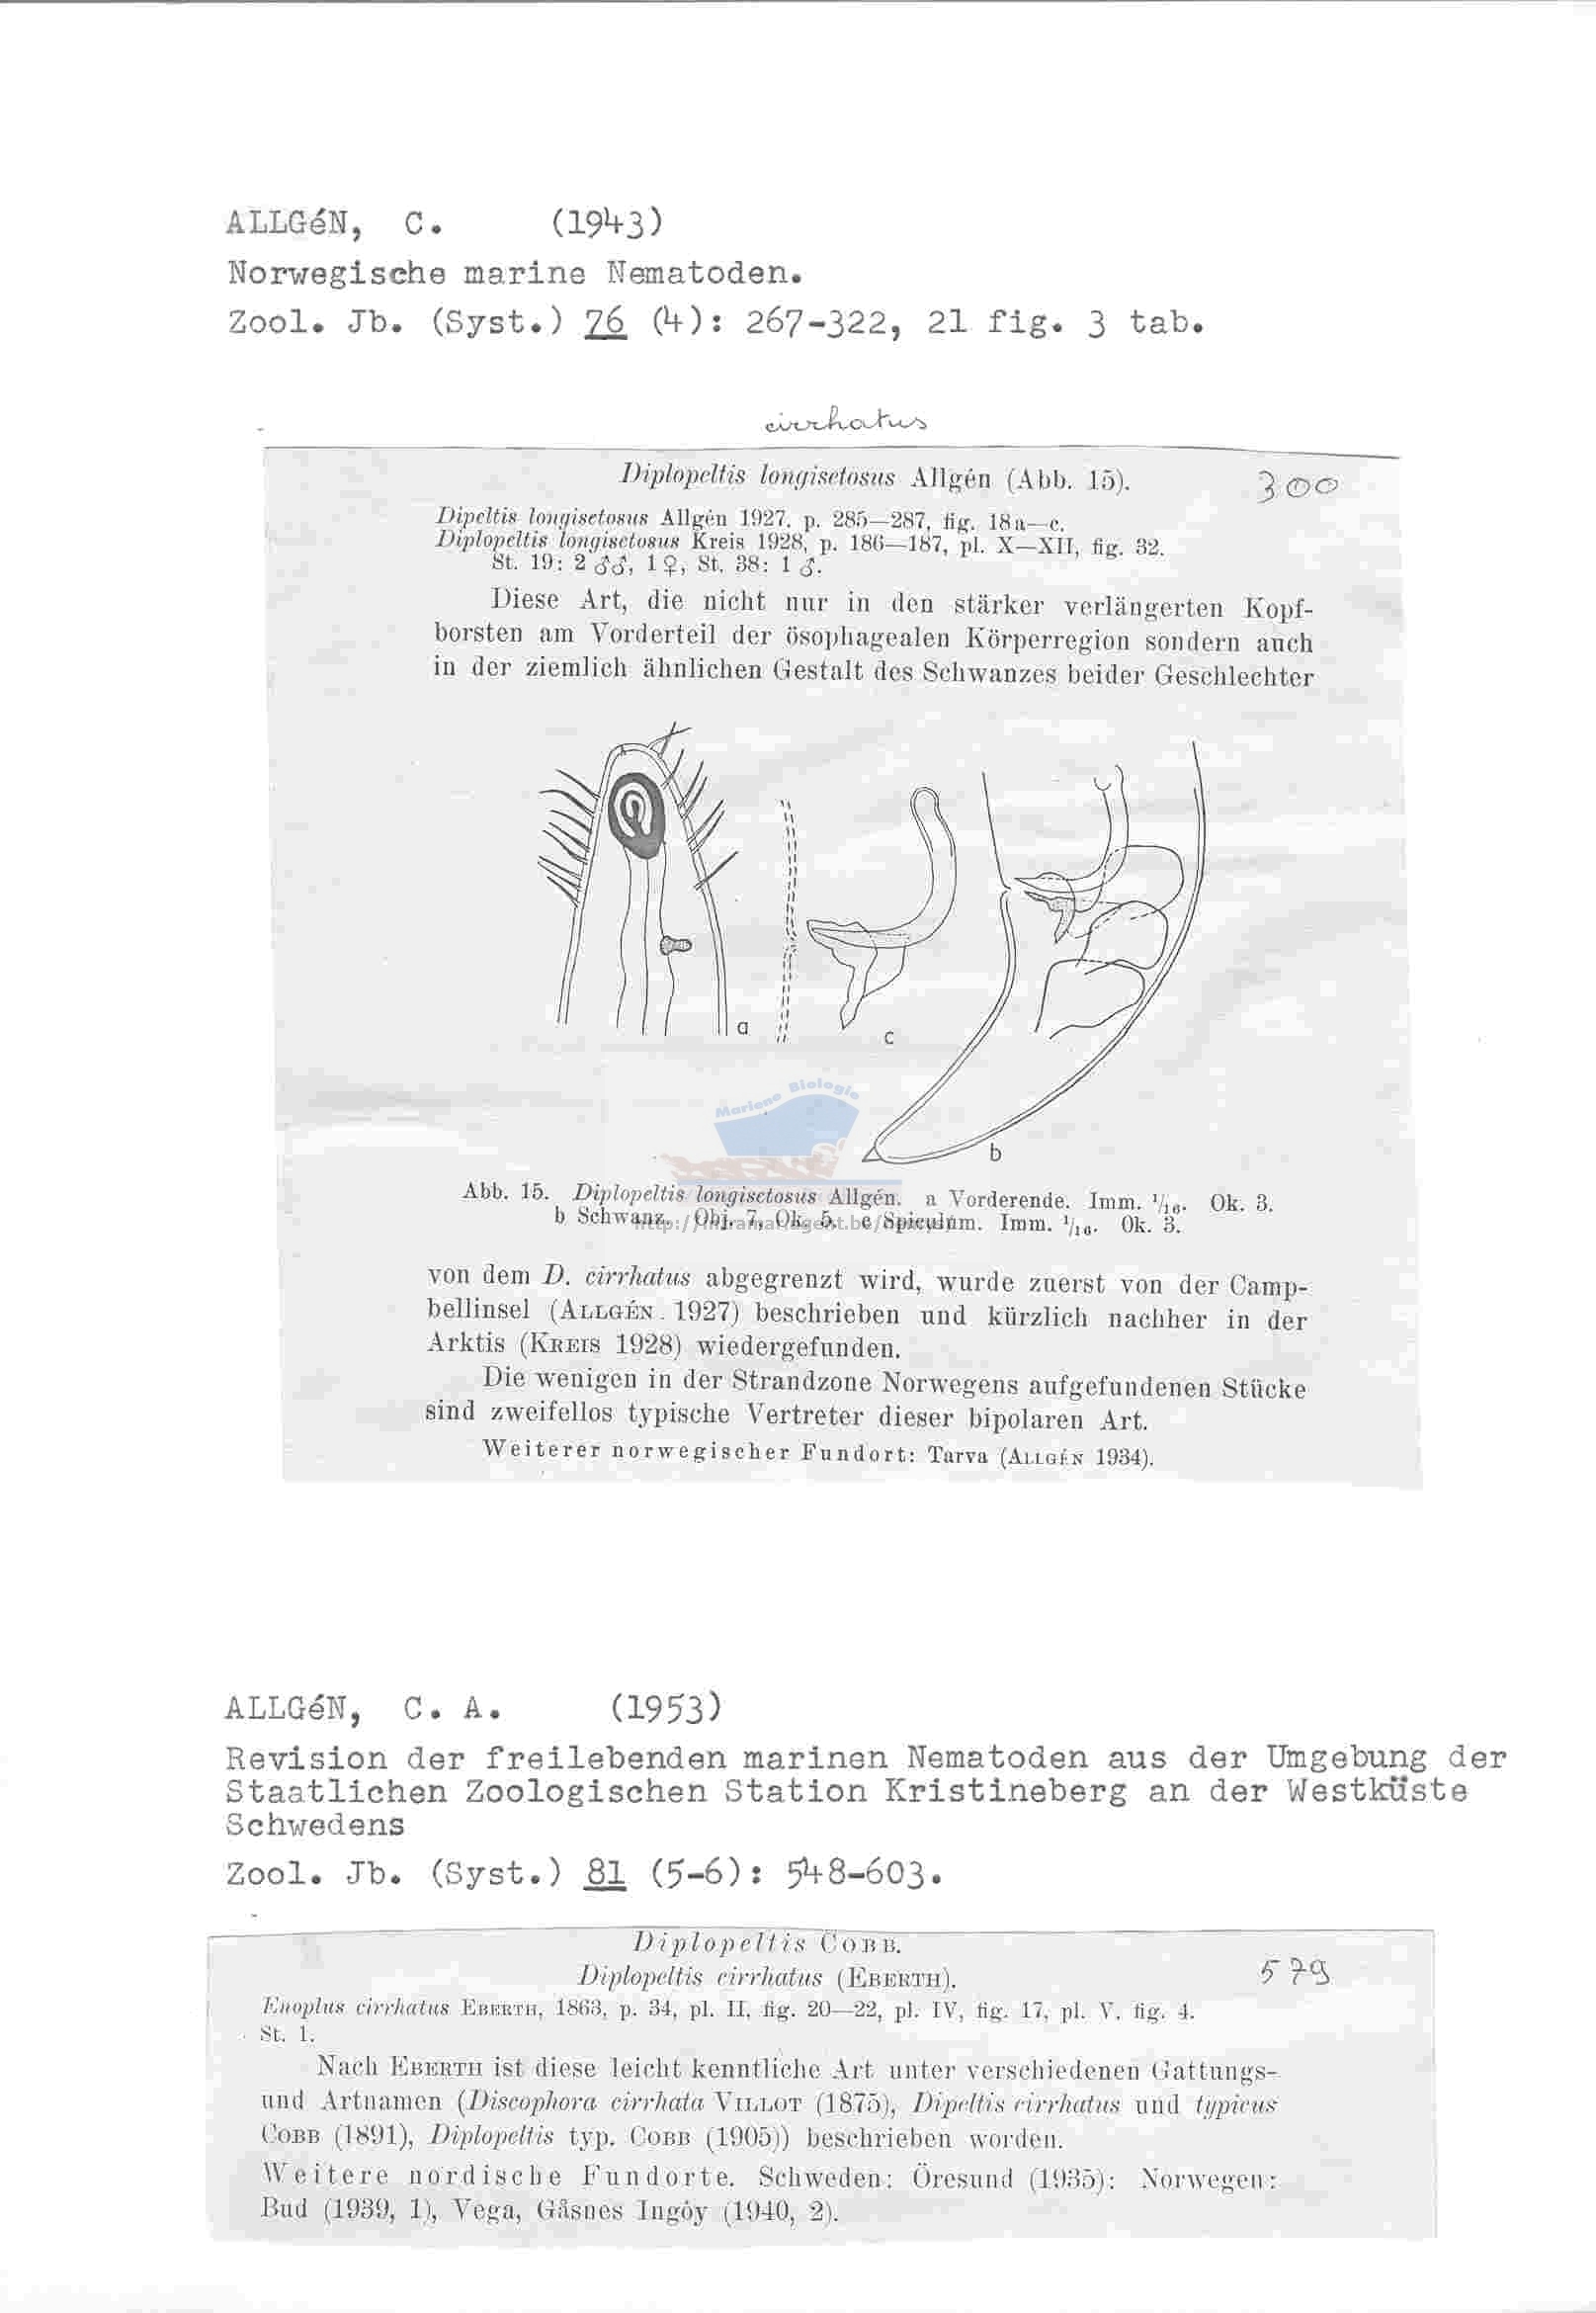 ALLGéN, C. (1943)
Norwegische marine Nematoden.
Zool. Jb. (Syst.) 76 (4): 267-322, 21 fig. 3 tab.
cirrhatus
Diplopeltis longisetosus Allgén (Abb. 15).
300
Dipeltis longisetosus Allgén 1927, p. 285—287, fig. 18a—c.
Diplopeltis longisetosus Kreis 1928, p. 186—187, pl. X—XII, fig. 32.
St. 19: 2 ♂♂, 1 ♀, St. 38: 1 ♂.
Diese Art, die nicht nur in den stärker verlängerten Kopf-
borsten am Vorderteil der ösophagealen Körperregion sondern auch
in der ziemlich ähnlichen Gestalt des Schwanzes beider Geschlechter
a
c
b
Mariene Biologie
Abb. 15. Diplopeltis longisetosus Allgén. a Vorderende. Imm. 1/16. Ok. 3.
b Schwanz. Obj. 7, Ok. 5. c Spiculum. Imm. 1/16. Ok. 3.
von dem D. cirrhatus abgegrenzt wird, wurde zuerst von der Camp-
bellinsel (ALLGÉN 1927) beschrieben und kürzlich nachher in der
Arktis (KREIS 1928) wiedergefunden.
Die wenigen in der Strandzone Norwegens aufgefundenen Stücke
sind zweifellos typische Vertreter dieser bipolaren Art.
Weiterer norwegischer Fundort: Tarva (ALLGÉN 1934).
ALLGéN, C. A. (1953)
Revision der freilebenden marinen Nematoden aus der Umgebung der
Staatlichen Zoologischen Station Kristineberg an der Westküste
Schwedens
Zool. Jb. (Syst.) 81 (5-6): 548-603.
Diplopeltis COBB.
Diplopeltis cirrhatus (EBERTH).
579
Enoplus cirrhatus EBERTH, 1863, p. 34, pl. II, fig. 20—22, pl. IV, fig. 17, pl. V, fig. 4.
St. 1.
Nach EBERTH ist diese leicht kenntliche Art unter verschiedenen Gattungs-
und Artnamen (Discophora cirrhata VILLOT (1875), Dipeltis cirrhatus und typicus
COBB (1891), Diplopeltis typ. COBB (1905)) beschrieben worden.
Weitere nordische Fundorte. Schweden: Öresund (1935): Norwegen:
Bud (1939, 1), Vega, Gåsnes Ingöy (1940, 2).